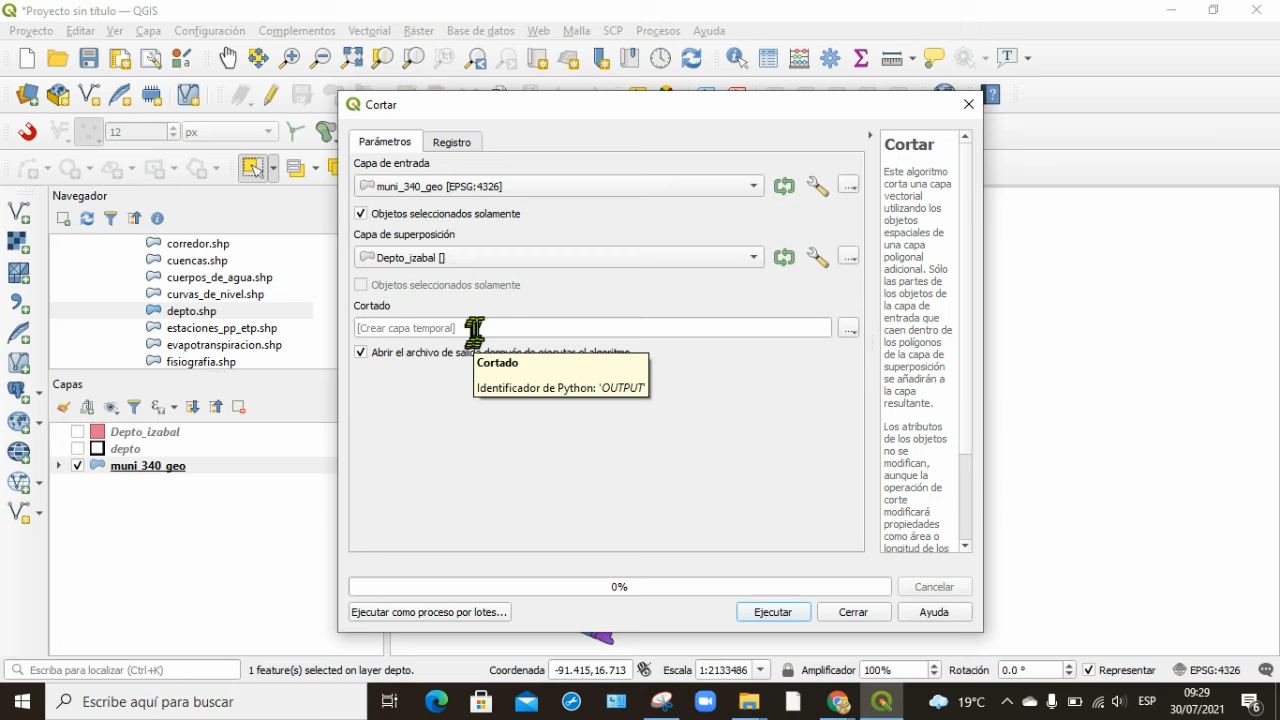 *Proyecto sin título — QGIS
Proyecto Editar Ver Capa Configuración Complementos Vectorial Ráster Base de datos Web Malla SCP Procesos Ayuda
12 px
Navegador
corredor.shp
cuencas.shp
cuerpos_de_agua.shp
curvas_de_nivel.shp
depto.shp
estaciones_pp_etp.shp
evapotranspiracion.shp
fisiografia.shp
Capas
Depto_izabal
depto
muni_340_geo
Cortar
Parámetros Registro
Capa de entrada
muni_340_geo [EPSG:4326]
Objetos seleccionados solamente
Capa de superposición
Depto_izabal []
Objetos seleccionados solamente
Cortado
[Crear capa temporal]
Abrir el archivo de salida después de ejecutar el algoritmo
Cortado
Identificador de Python: 'OUTPUT'
0%
Cancelar
Ejecutar como proceso por lotes...
Ejecutar
Cerrar
Ayuda
Cortar
Este algoritmo
corta una capa
vectorial
utilizando los
objetos
espaciales de
una capa
poligonal
adicional. Sólo
las partes de
los objetos de
la capa de
entrada que
caen dentro de
los polígonos
de la capa de
superposición
se añadirán a
la capa
resultante.
Los atributos
de los objetos
no se
modifican,
aunque la
operación de
corte
modificará
propiedades
como área o
longitud de los
Escriba para localizar (Ctrl+K)
1 feature(s) selected on layer depto.
Coordenada -91.415,16.713
Escala 1:2133486
Amplificador 100%
Rotación 0.0 °
Representar
EPSG:4326
Escribe aquí para buscar
19°C
ESP
09:29
30/07/2021
6